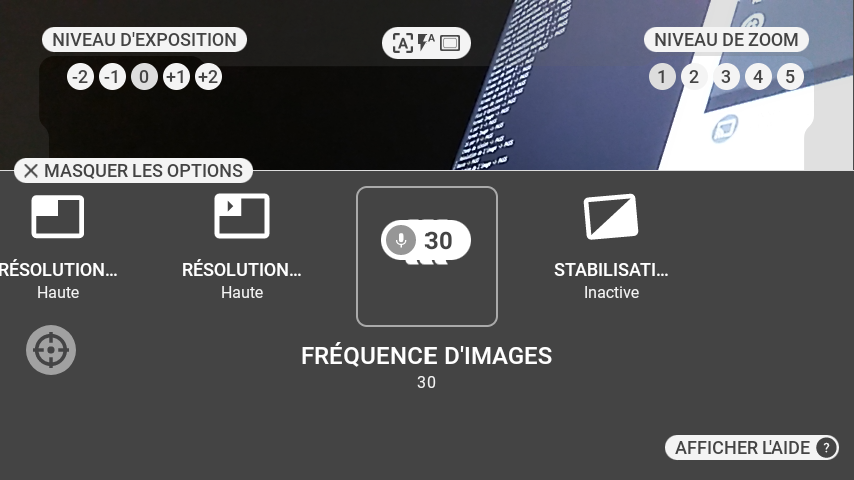 NIVEAU D'EXPOSITION
-2 -1 0 +1 +2
A A
NIVEAU DE ZOOM
1 2 3 4 5
MASQUER LES OPTIONS
RÉSOLUTION... Haute
RÉSOLUTION... Haute
30
STABILISATI... Inactive
FRÉQUENCE D'IMAGES
30
AFFICHER L'AIDE ?